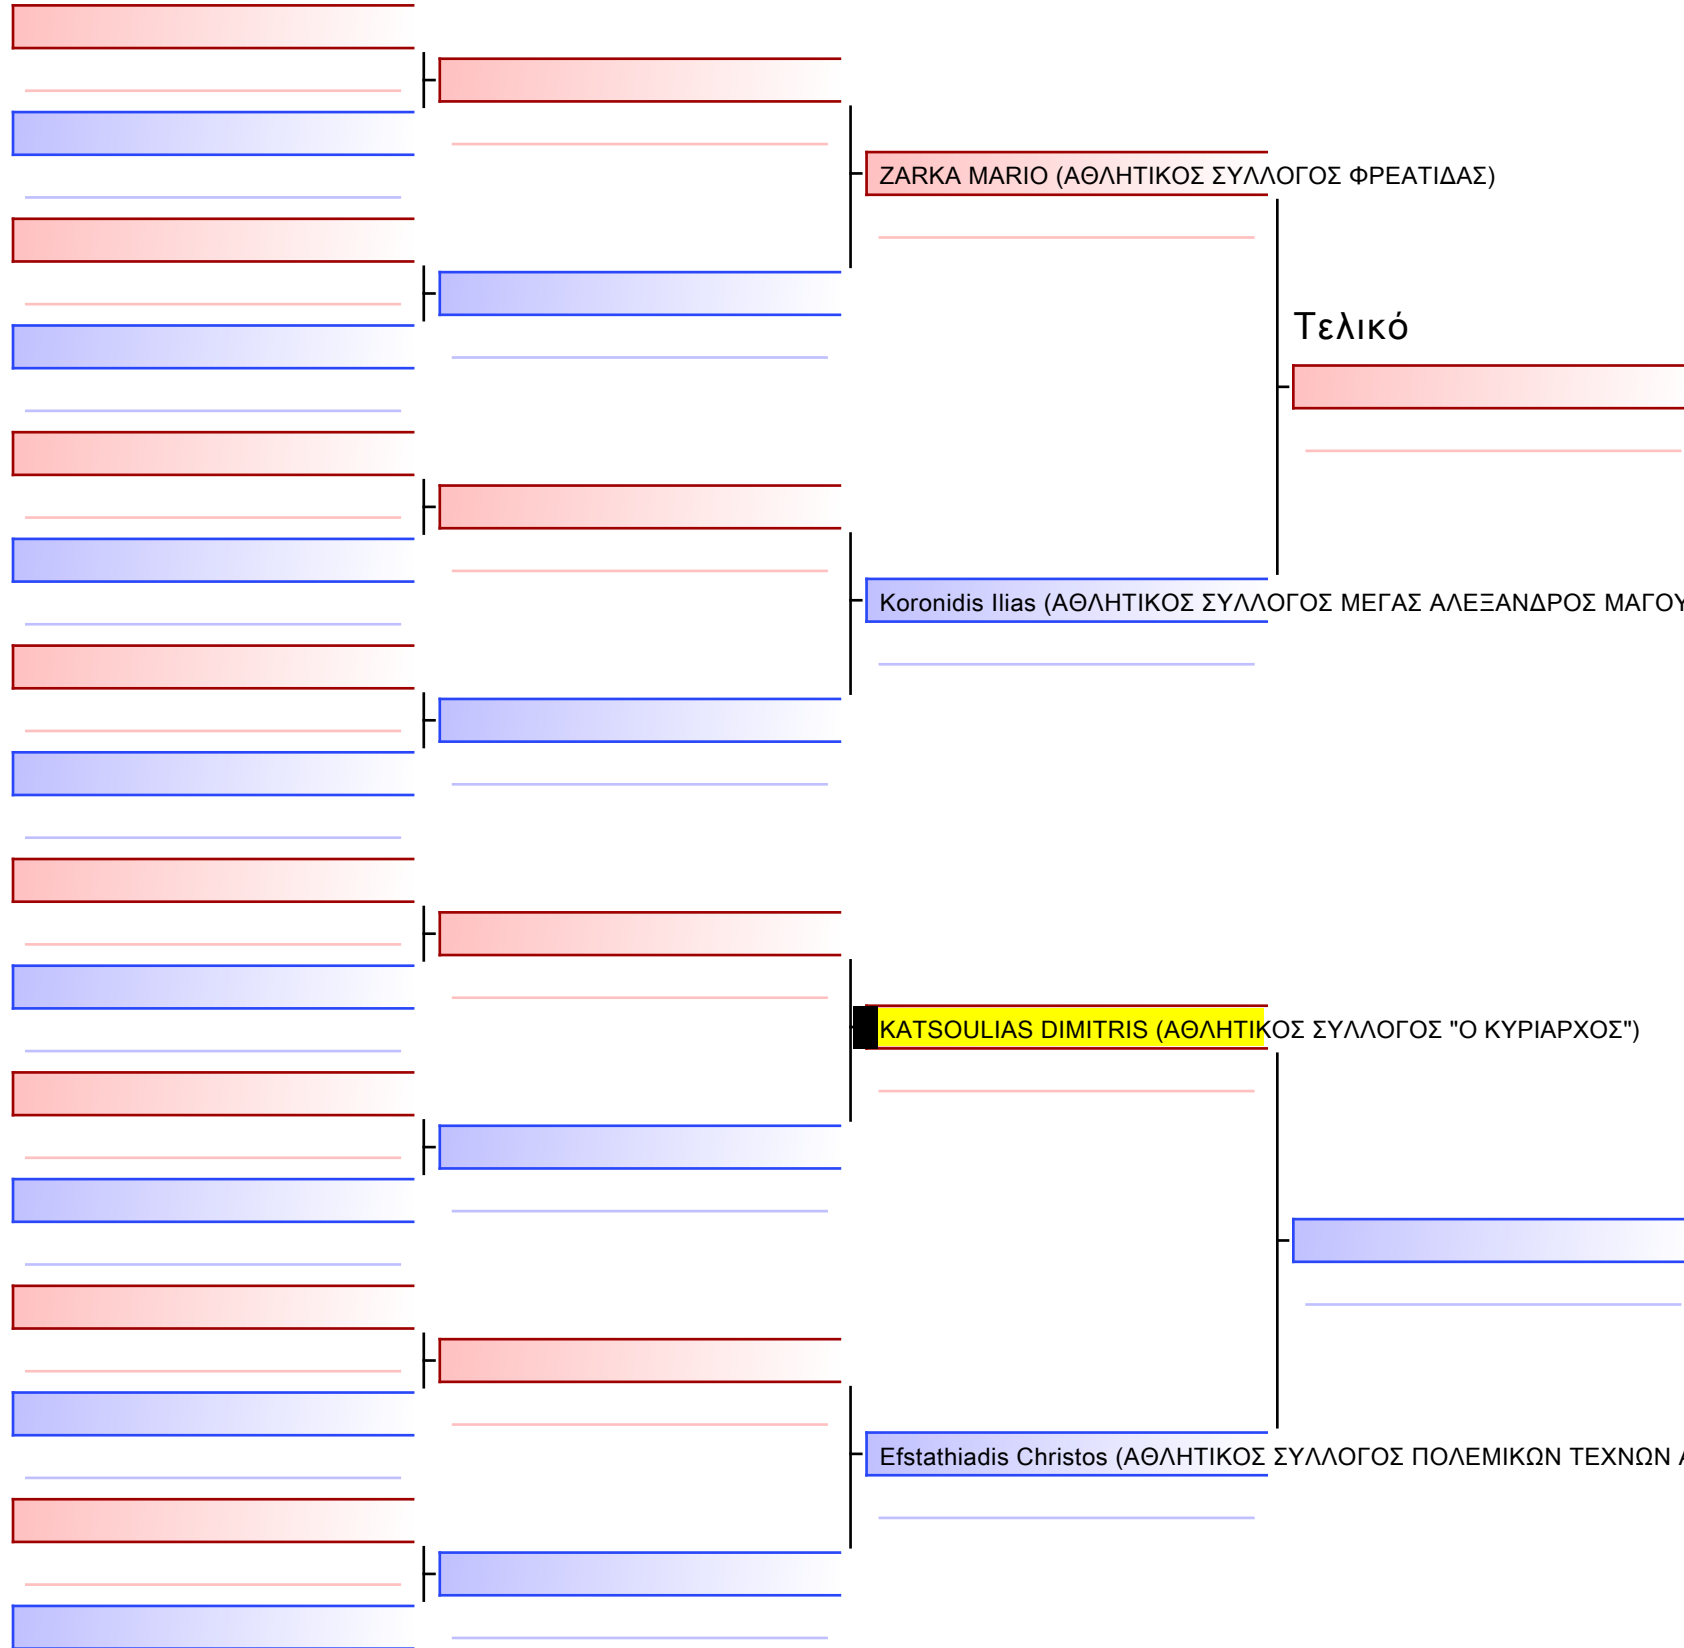 ZARKA MARIO (ΑΘΛΗΤΙΚΟΣ ΣΥΛΛΟΓΟΣ ΦΡΕΑΤΙΔΑΣ)
Τελικό
Koronidis Ilias (ΑΘΛΗΤΙΚΟΣ ΣΥΛΛΟΓΟΣ ΜΕΓΑΣ ΑΛΕΞΑΝΔΡΟΣ
KATSOULIAS DIMITRIS (ΑΘΛΗΤΙΚΟΣ ΣΥΛΛΟΓΟΣ "Ο ΚΥΡΙΑΡΧΟΣ")
Efstathiadis Christos (ΑΘΛΗΤΙΚΟΣ ΣΥΛΛΟΓΟΣ ΠΟΛΕΜΙΚΩΝ ΤΕΧΝΩΝ